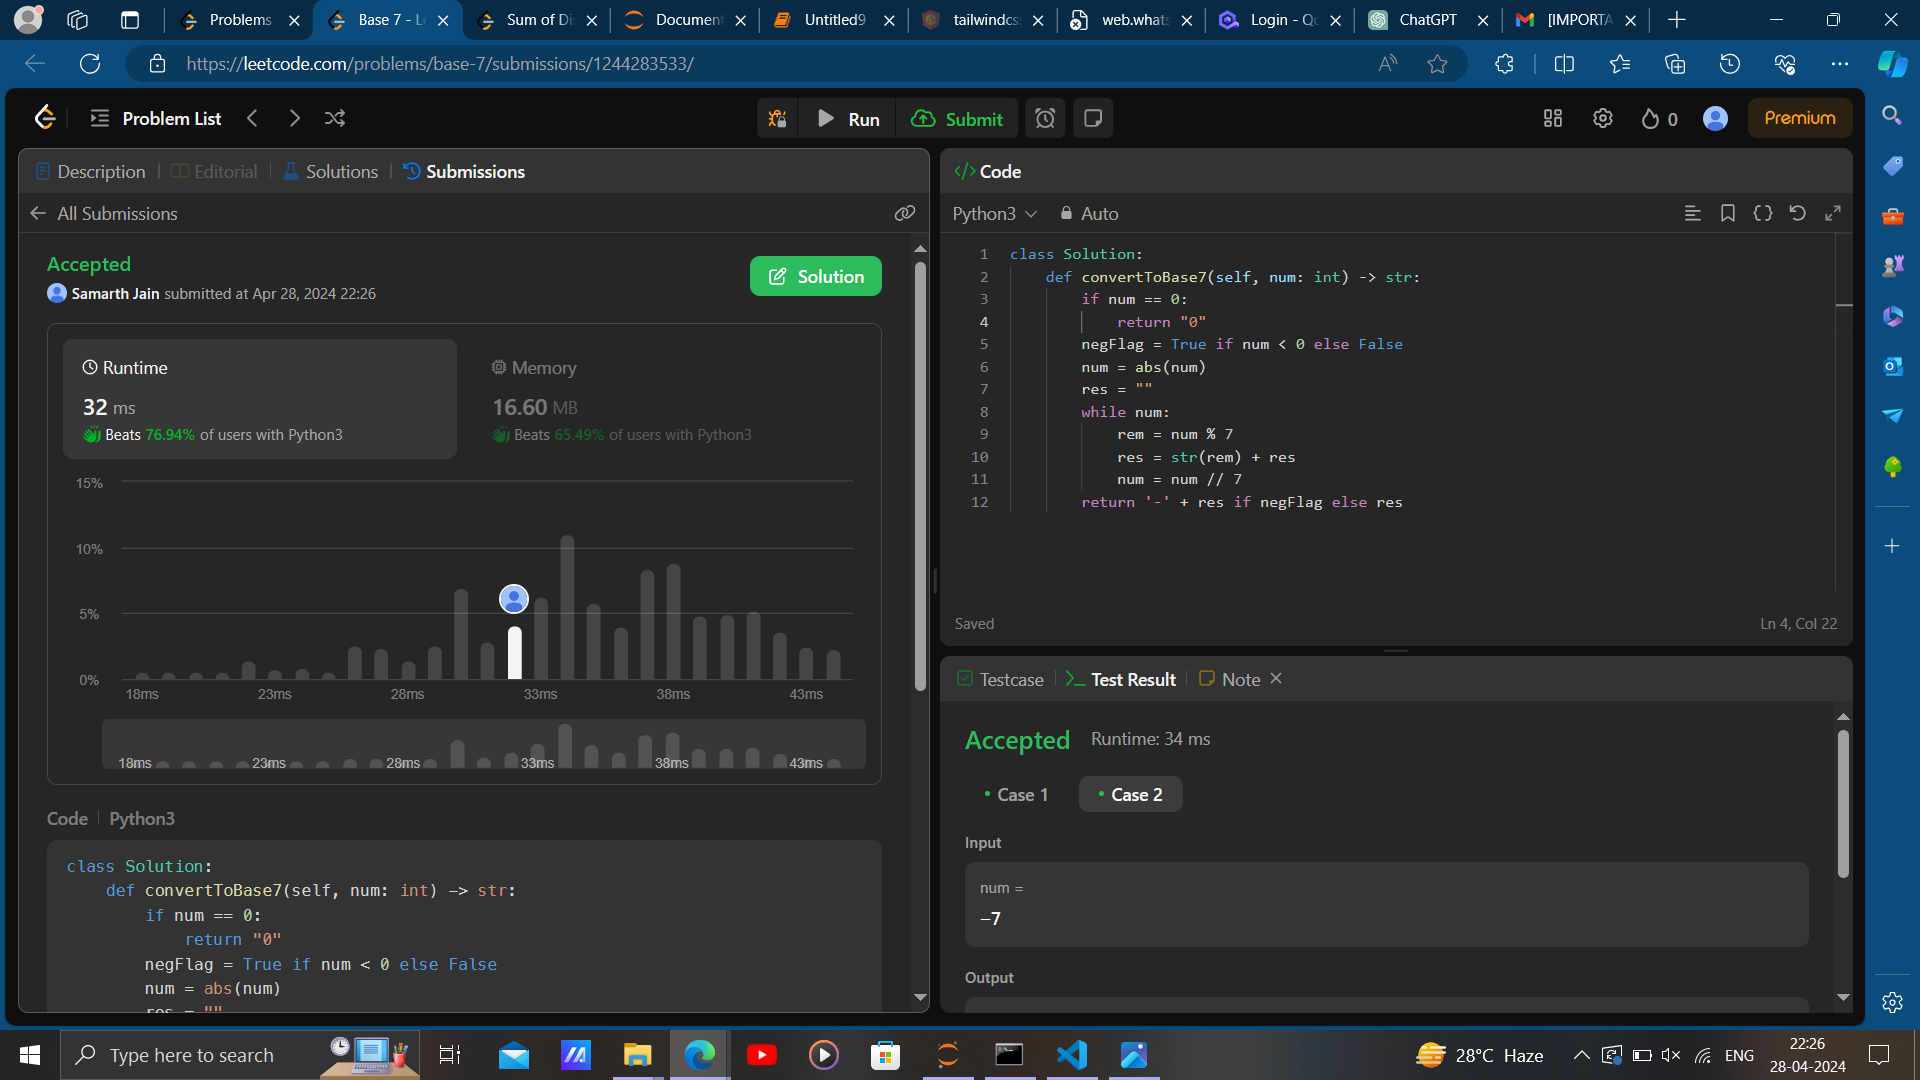 Problems
Base 7 - Le
Sum of Dis
Document
Untitled9
tailwindcs
web.whats
Login - Qo
ChatGPT
[IMPORTA
https://leetcode.com/problems/base-7/submissions/1244283533/
Problem List
Run
Submit
0
Premium
Description
Editorial
Solutions
Submissions
All Submissions
Accepted
Samarth Jain submitted at Apr 28, 2024 22:26
Solution
Runtime
32 ms
Beats 76.94% of users with Python3
Memory
16.60 MB
Beats 65.49% of users with Python3
15%
10%
5%
0%
18ms 23ms 28ms 33ms 38ms 43ms
18ms 23ms 28ms 33ms 38ms 43ms
Code
Python3
class Solution:
def convertToBase7(self, num: int) -> str:
if num == 0:
return "0"
negFlag = True if num < 0 else False
num = abs(num)
res = ""
Code
Python3
Auto
1 class Solution:
2 def convertToBase7(self, num: int) -> str:
3 if num == 0:
4 return "0"
5 negFlag = True if num < 0 else False
6 num = abs(num)
7 res = ""
8 while num:
9 rem = num % 7
10 res = str(rem) + res
11 num = num // 7
12 return '-' + res if negFlag else res
Saved
Ln 4, Col 22
Testcase
Test Result
Note
Accepted
Runtime: 34 ms
Case 1
Case 2
Input
num =
-7
Output
Type here to search
28°C Haze
ENG
22:26
28-04-2024